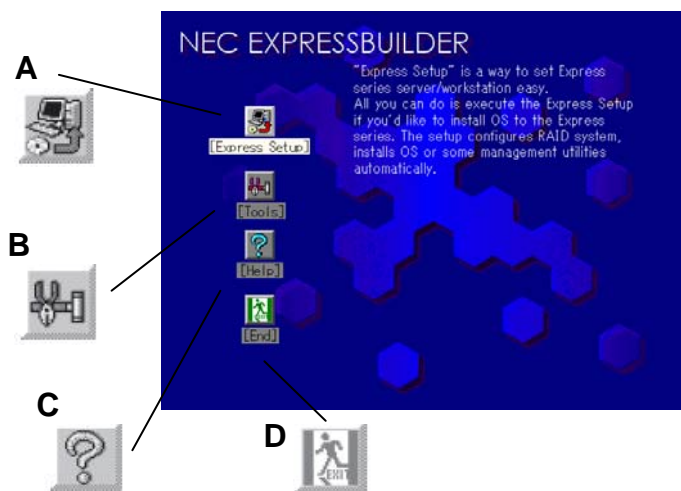 NEC EXPRESSBUILDER
"Express Setup" is a way to set Express
series server/workstation easy.
All you can do is execute the Express Setup
if you'd like to install OS to the Express
series. The setup configures RAID system,
installs OS or some management utilities
automatically.
A
[Express Setup]
[Tools]
B
[Help]
[End]
C
D
EXIT